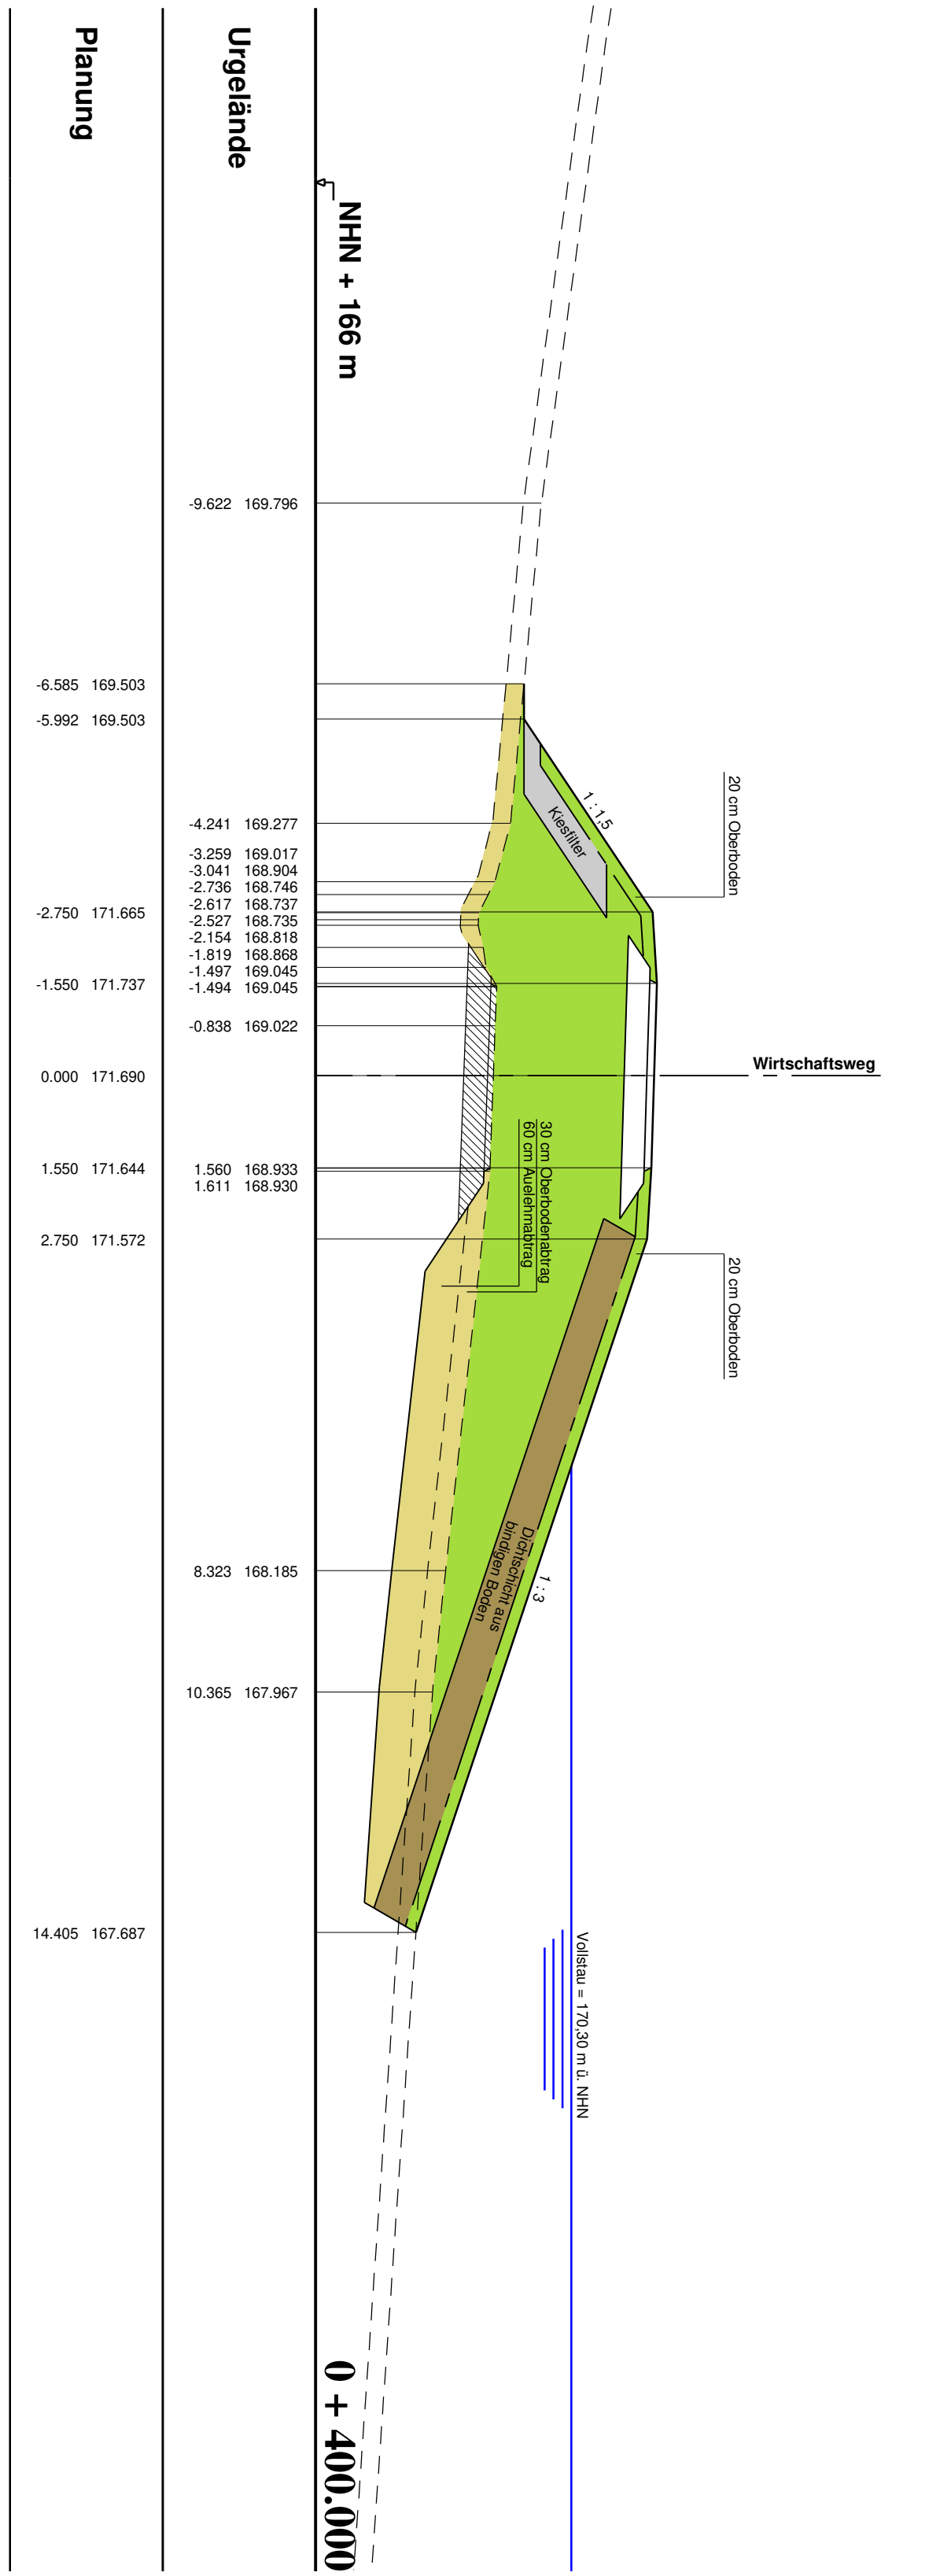 Planung
Urgelände
NHN + 166 m
-9.622 169.796
-6.585 169.503
-5.992 169.503
-4.241 169.277
-3.259 169.017
-3.041 168.904
-2.736 168.746
-2.617 168.737
-2.750 171.665
-2.527 168.735
-2.154 168.818
-1.819 168.868
-1.497 169.045
-1.550 171.737
-1.494 169.045
-0.838 169.022
0.000 171.690
1.550 171.644
1.560 168.933
1.611 168.930
2.750 171.572
8.323 168.185
10.365 167.967
14.405 167.687
20 cm Oberboden
1 : 1,5
Kiesfilter
Wirtschaftsweg
30 cm Oberbodenabtrag
60 cm Auelehmabtrag
20 cm Oberboden
Dichtschicht aus
bindigen Boden
1 : 3
Vollstau = 170,30 m ü. NHN
0 + 400.000